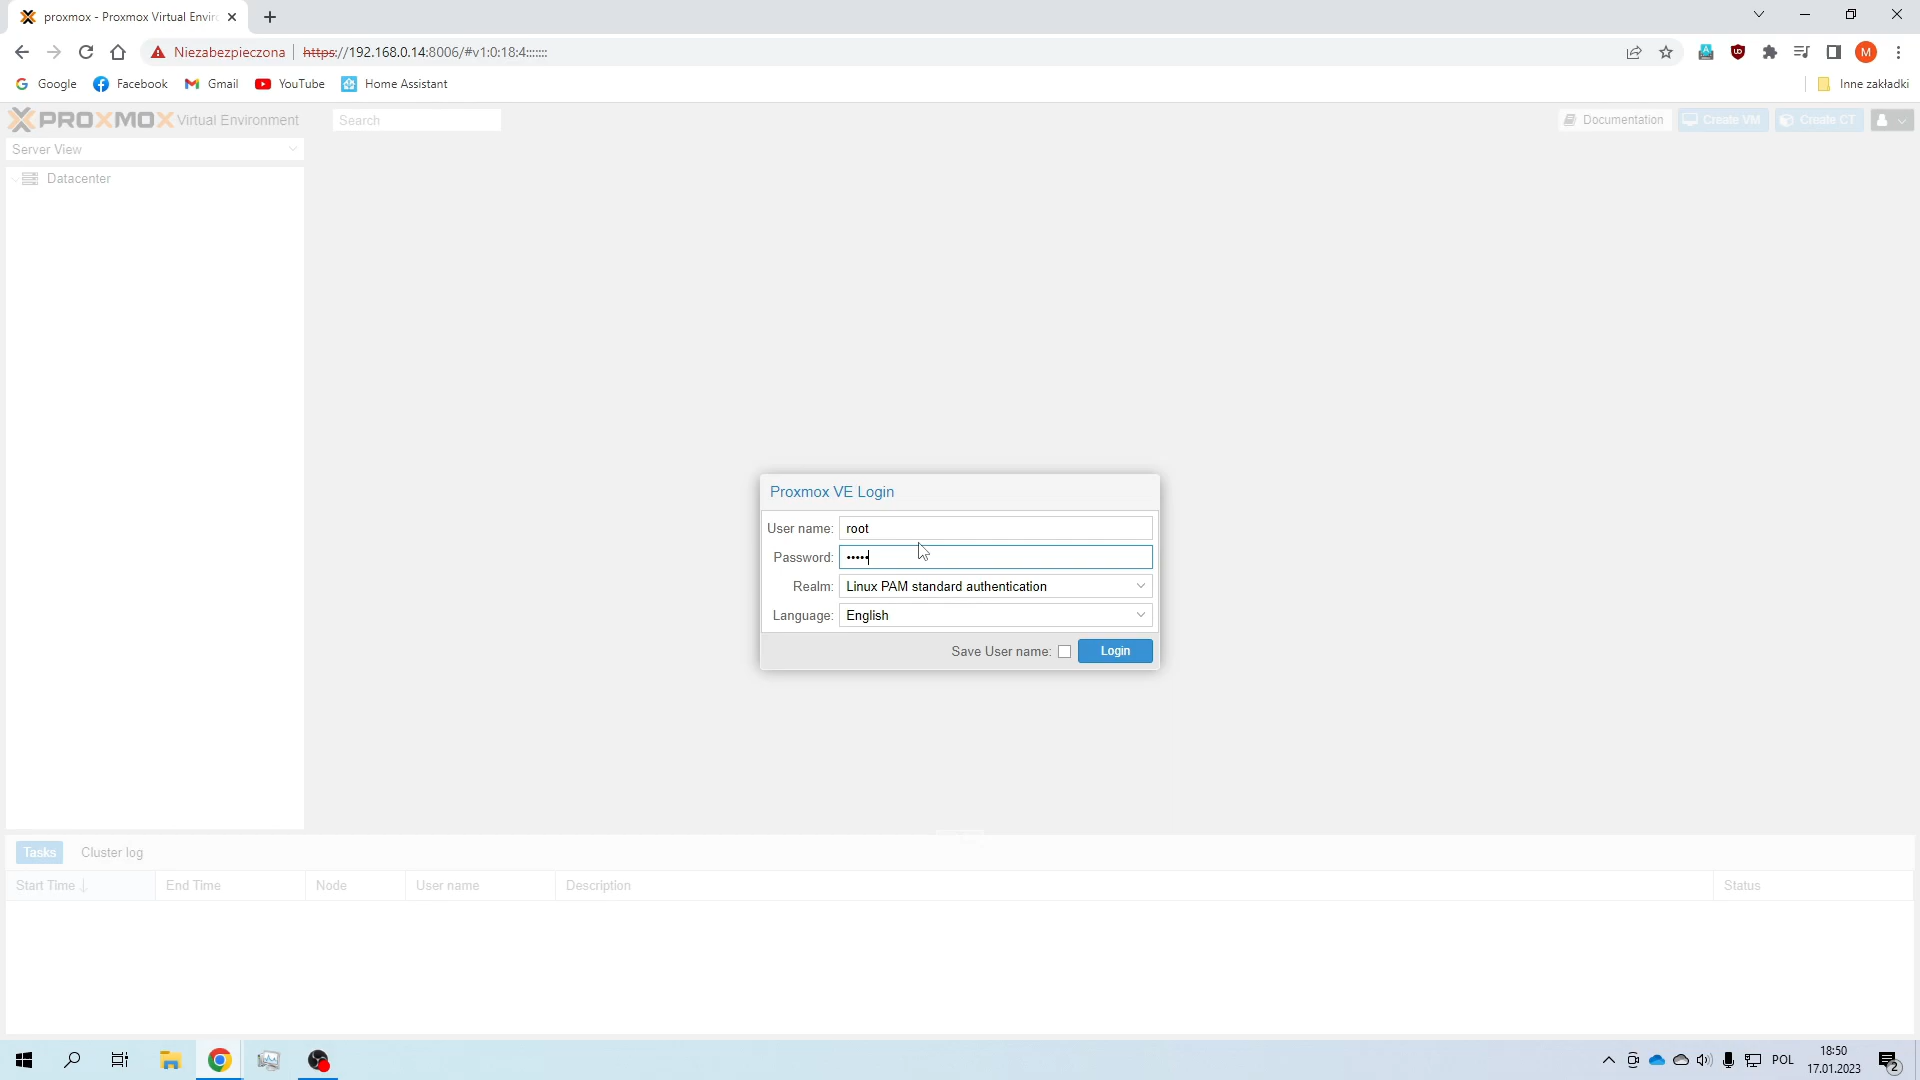 proxmox - Proxmox Virtual Enviro
Niezabezpieczona https://192.168.0.14:8006/#v1:0:18:4:::::::
Google Facebook Gmail YouTube Home Assistant Inne zakładki
M
PROXMOX Virtual Environment Search Documentation Create VM Create CT
Server View
Datacenter
Proxmox VE Login
User name: root
Password: •••••
Realm: Linux PAM standard authentication
Language: English
Save User name: Login
Tasks Cluster log
Start Time End Time Node User name Description Status
POL 18:50
17.01.2023 2